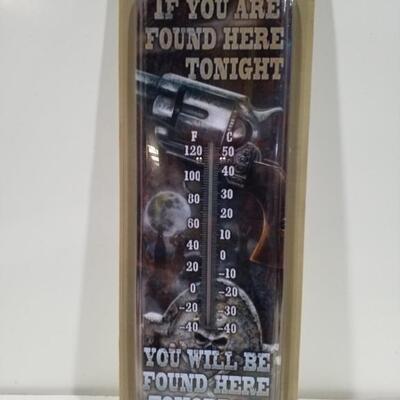 IF YOU ARE
FOUND HERE
TONIGHT
F C
120 50
100 40
80 30
60 20
40 10
20 0
-10
0 -20
-20 -30
-40 -40
YOU WILL BE
FOUND HERE